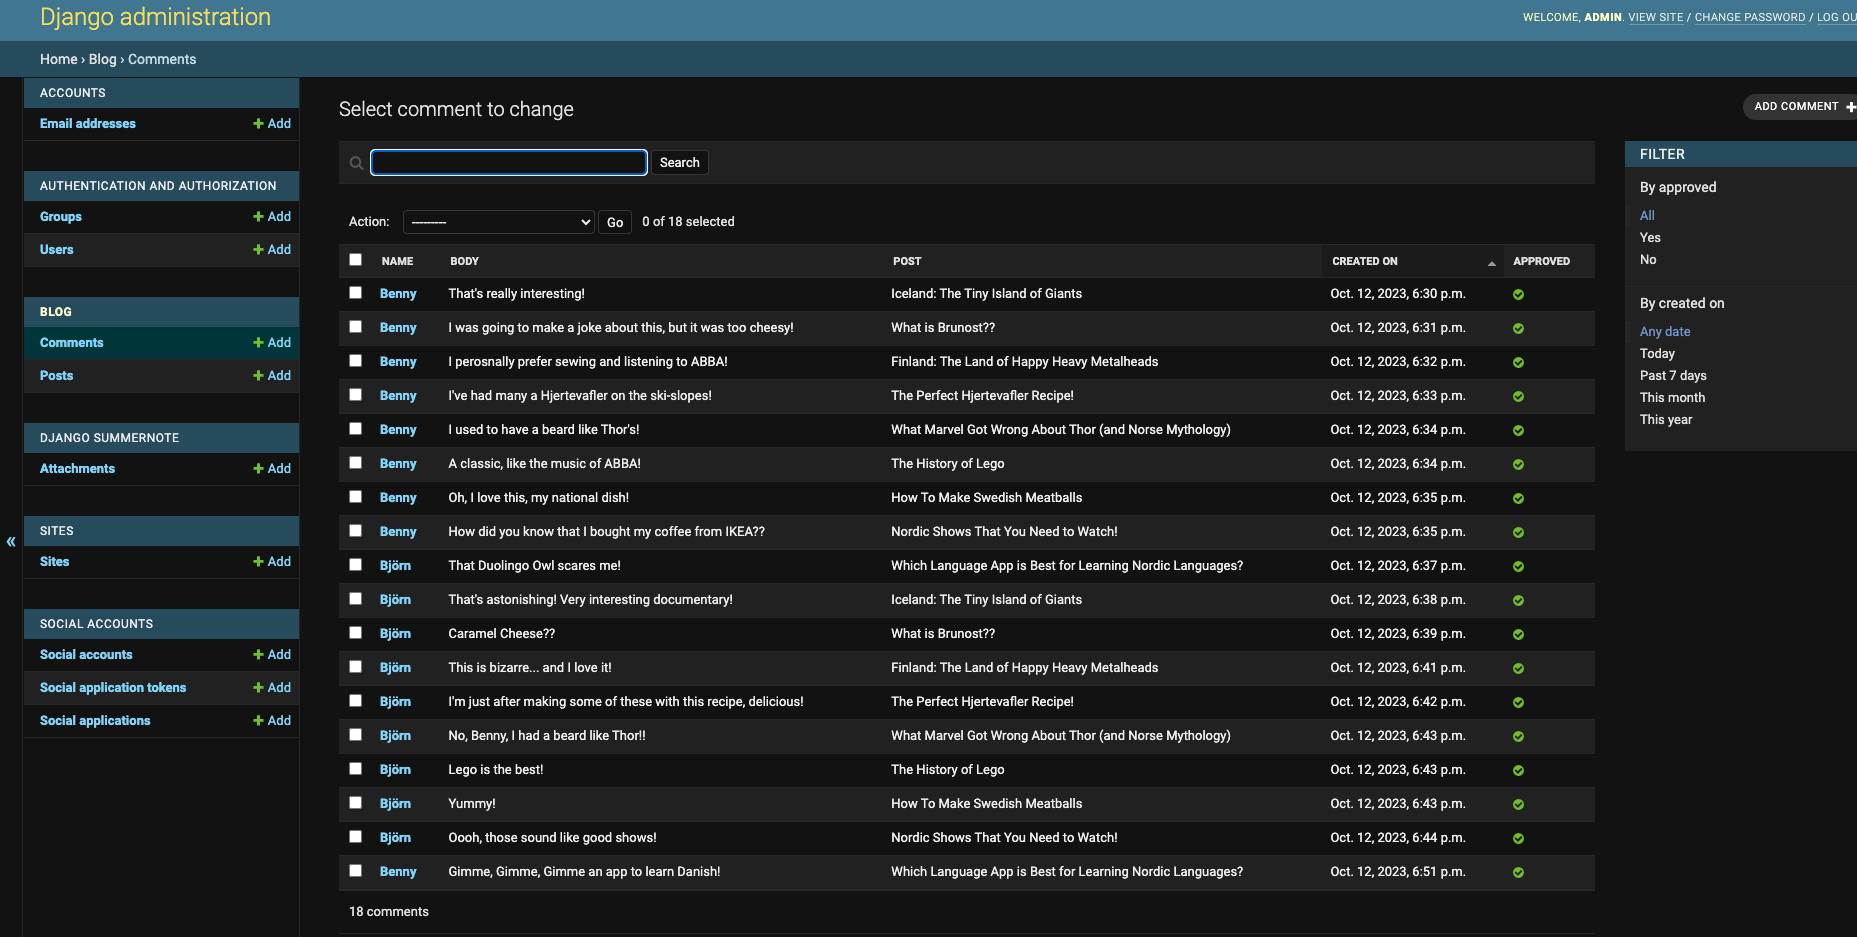 Django administration
WELCOME, ADMIN. VIEW SITE / CHANGE PASSWORD / LOG OU
Home › Blog › Comments
ACCOUNTS
Email addresses + Add
AUTHENTICATION AND AUTHORIZATION
Groups + Add
Users + Add
BLOG
Comments + Add
Posts + Add
DJANGO SUMMERNOTE
Attachments + Add
SITES
Sites + Add
SOCIAL ACCOUNTS
Social accounts + Add
Social application tokens + Add
Social applications + Add
«
Select comment to change
ADD COMMENT +
Search
Action: --------- Go 0 of 18 selected
NAME BODY POST CREATED ON APPROVED
Benny That's really interesting! Iceland: The Tiny Island of Giants Oct. 12, 2023, 6:30 p.m.
Benny I was going to make a joke about this, but it was too cheesy! What is Brunost?? Oct. 12, 2023, 6:31 p.m.
Benny I perosnally prefer sewing and listening to ABBA! Finland: The Land of Happy Heavy Metalheads Oct. 12, 2023, 6:32 p.m.
Benny I've had many a Hjertevafler on the ski-slopes! The Perfect Hjertevafler Recipe! Oct. 12, 2023, 6:33 p.m.
Benny I used to have a beard like Thor's! What Marvel Got Wrong About Thor (and Norse Mythology) Oct. 12, 2023, 6:34 p.m.
Benny A classic, like the music of ABBA! The History of Lego Oct. 12, 2023, 6:34 p.m.
Benny Oh, I love this, my national dish! How To Make Swedish Meatballs Oct. 12, 2023, 6:35 p.m.
Benny How did you know that I bought my coffee from IKEA?? Nordic Shows That You Need to Watch! Oct. 12, 2023, 6:35 p.m.
Björn That Duolingo Owl scares me! Which Language App is Best for Learning Nordic Languages? Oct. 12, 2023, 6:37 p.m.
Björn That's astonishing! Very interesting documentary! Iceland: The Tiny Island of Giants Oct. 12, 2023, 6:38 p.m.
Björn Caramel Cheese?? What is Brunost?? Oct. 12, 2023, 6:39 p.m.
Björn This is bizarre... and I love it! Finland: The Land of Happy Heavy Metalheads Oct. 12, 2023, 6:41 p.m.
Björn I'm just after making some of these with this recipe, delicious! The Perfect Hjertevafler Recipe! Oct. 12, 2023, 6:42 p.m.
Björn No, Benny, I had a beard like Thor!! What Marvel Got Wrong About Thor (and Norse Mythology) Oct. 12, 2023, 6:43 p.m.
Björn Lego is the best! The History of Lego Oct. 12, 2023, 6:43 p.m.
Björn Yummy! How To Make Swedish Meatballs Oct. 12, 2023, 6:43 p.m.
Björn Oooh, those sound like good shows! Nordic Shows That You Need to Watch! Oct. 12, 2023, 6:44 p.m.
Benny Gimme, Gimme, Gimme an app to learn Danish! Which Language App is Best for Learning Nordic Languages? Oct. 12, 2023, 6:51 p.m.
18 comments
FILTER
By approved
All
Yes
No
By created on
Any date
Today
Past 7 days
This month
This year